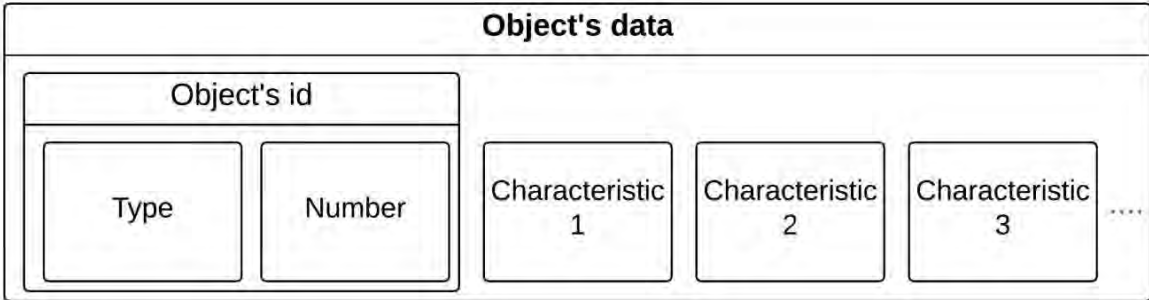 Object's data
Object's id
Type
Number
Characteristic
1
Characteristic
2
Characteristic
3
....